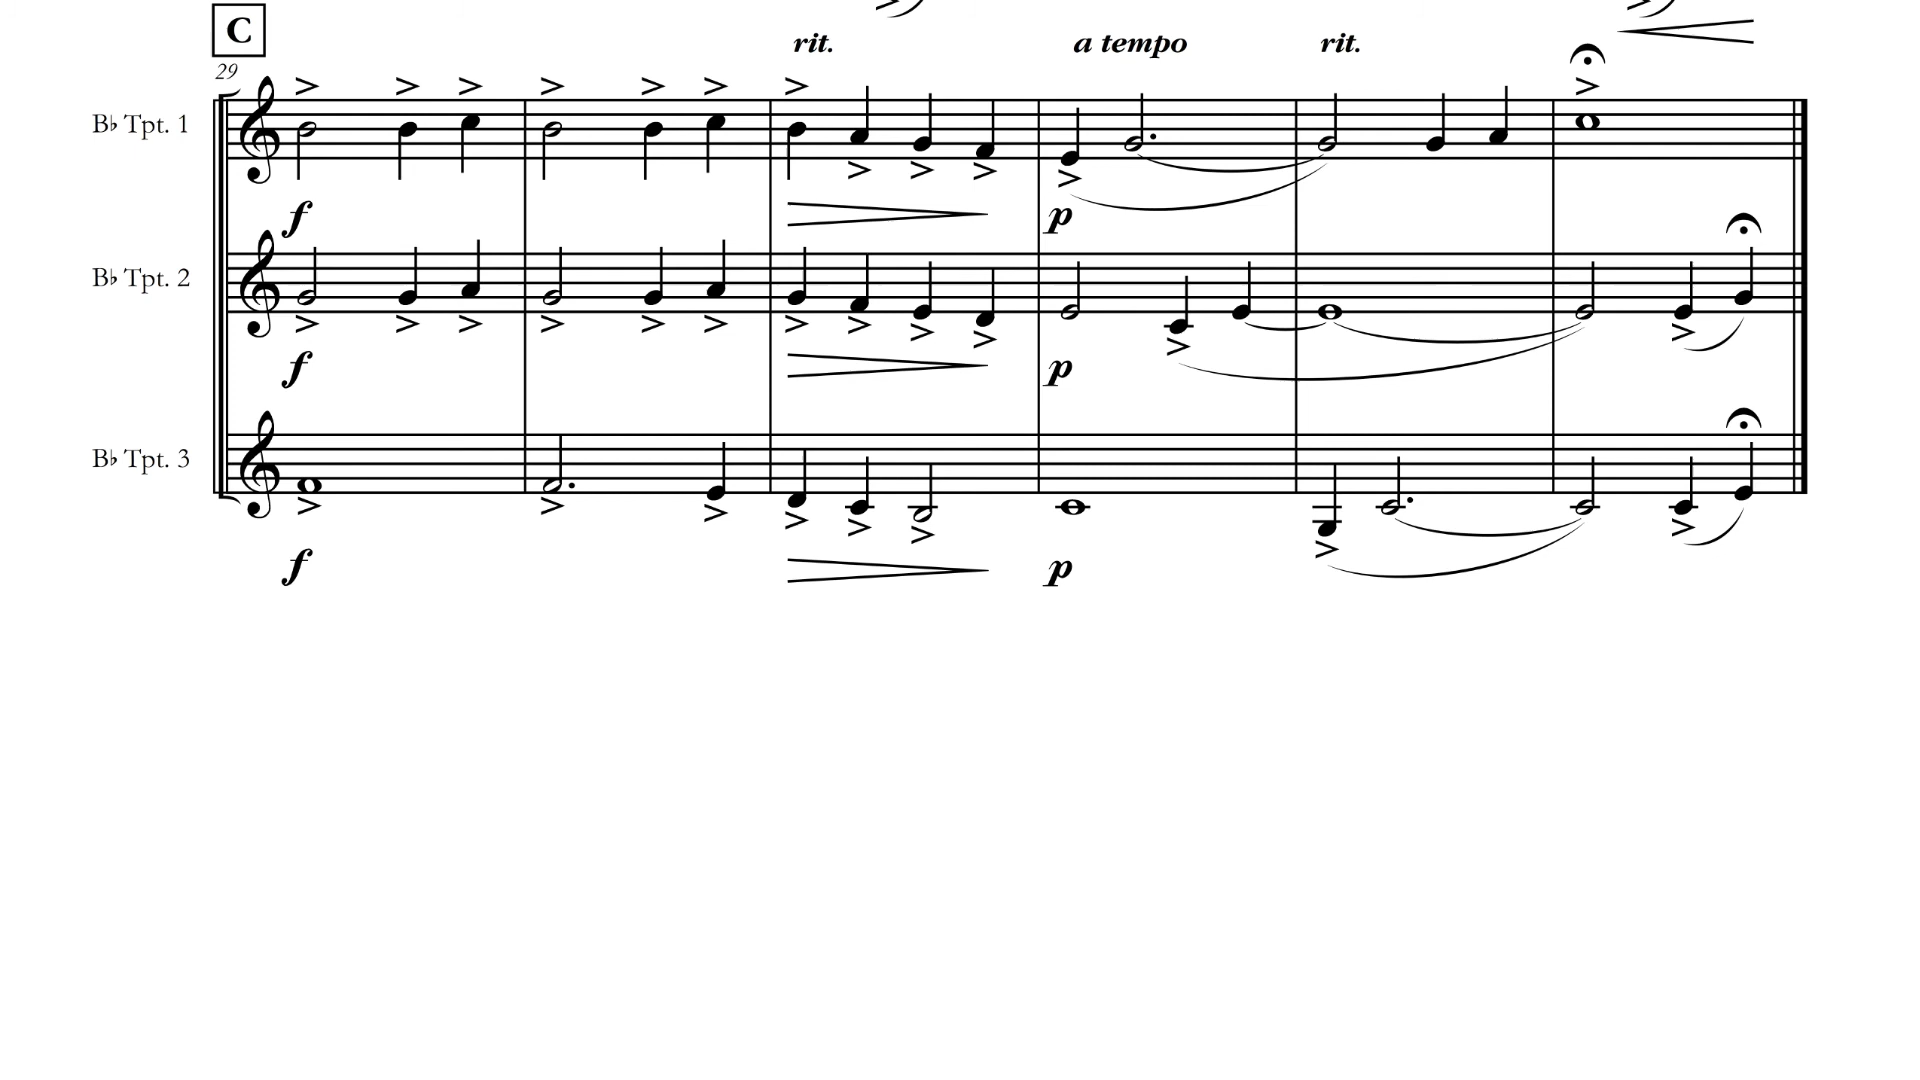 C
rit.
a tempo
rit.
29
B♭ Tpt. 1
f
p
B♭ Tpt. 2
f
p
B♭ Tpt. 3
f
p